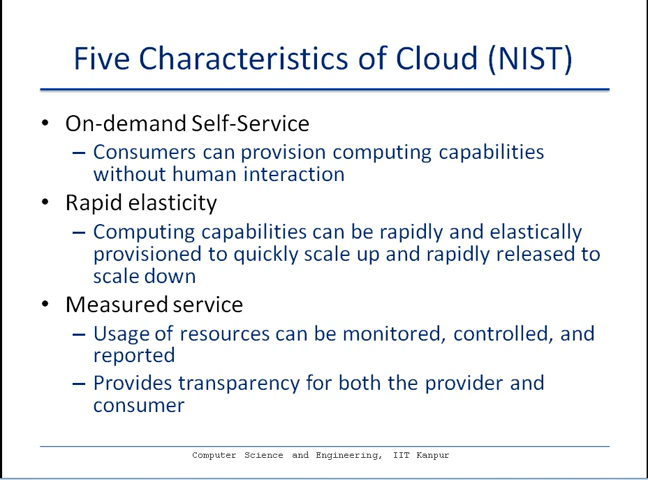 Five Characteristics of Cloud (NIST)
• On-demand Self-Service
– Consumers can provision computing capabilities
without human interaction
• Rapid elasticity
– Computing capabilities can be rapidly and elastically
provisioned to quickly scale up and rapidly released to
scale down
• Measured service
– Usage of resources can be monitored, controlled, and
reported
– Provides transparency for both the provider and
consumer
Computer Science and Engineering, IIT Kanpur